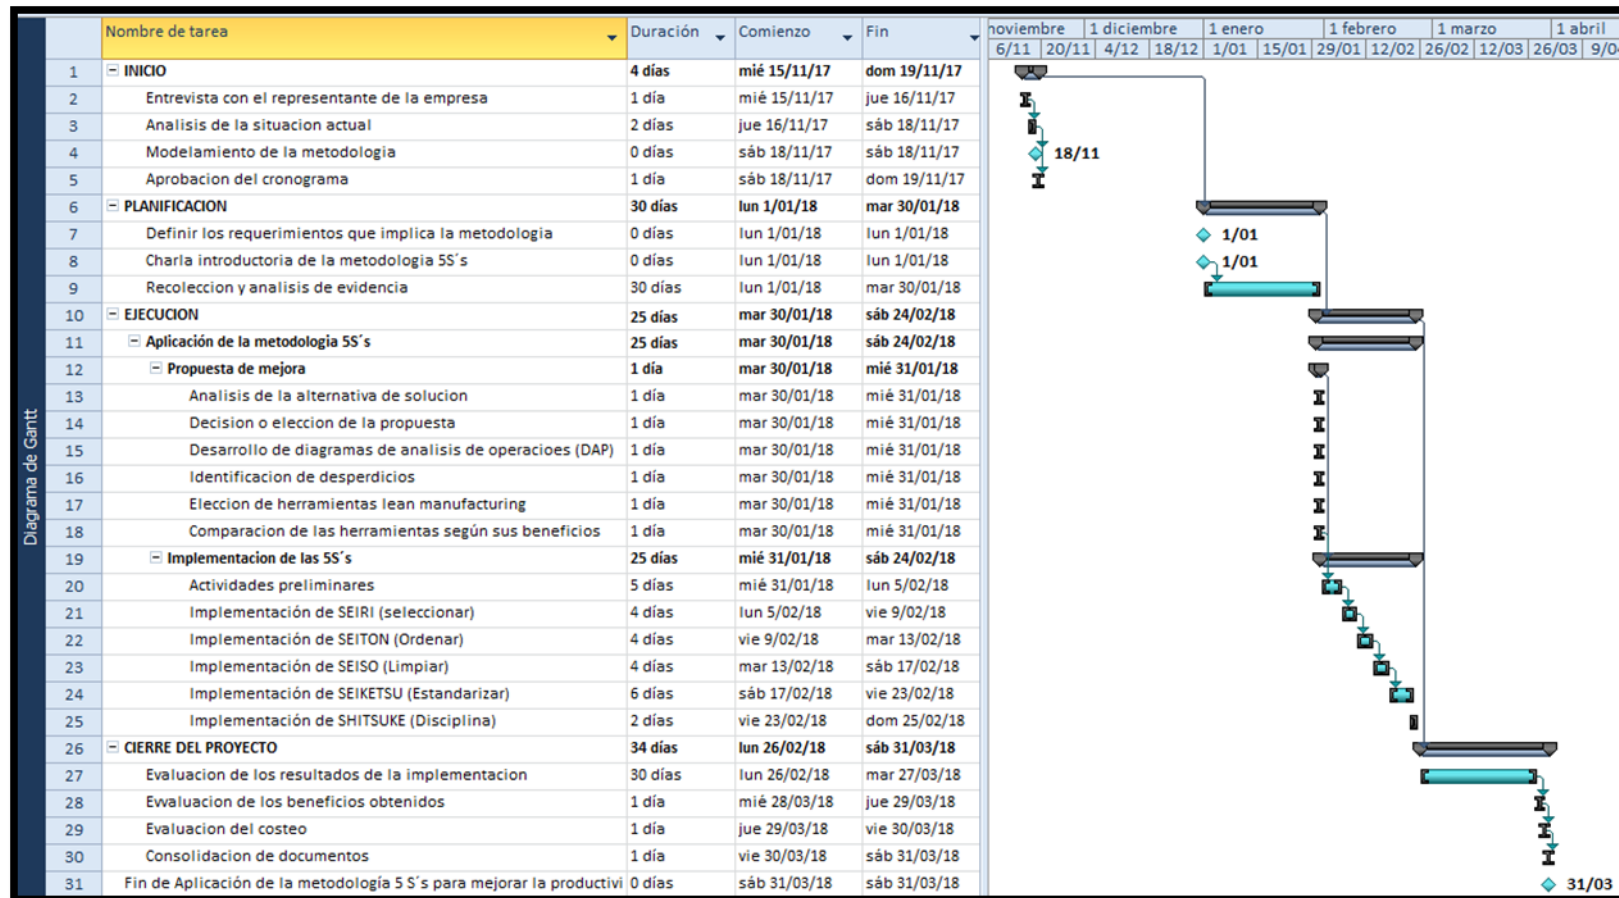 Nombre de tarea Duración Comienzo Fin noviembre 1 diciembre 1 enero 1 febrero 1 marzo 1 abril
6/11 20/11 4/12 18/12 1/01 15/01 29/01 12/02 26/02 12/03 26/03 9/04
1 INICIO 4 días mié 15/11/17 dom 19/11/17
2 Entrevista con el representante de la empresa 1 día mié 15/11/17 jue 16/11/17
3 Analisis de la situacion actual 2 días jue 16/11/17 sáb 18/11/17
4 Modelamiento de la metodologia 0 días sáb 18/11/17 sáb 18/11/17 18/11
5 Aprobacion del cronograma 1 día sáb 18/11/17 dom 19/11/17
6 PLANIFICACION 30 días lun 1/01/18 mar 30/01/18
7 Definir los requerimientos que implica la metodologia 0 días lun 1/01/18 lun 1/01/18 1/01
8 Charla introductoria de la metodologia 5S´s 0 días lun 1/01/18 lun 1/01/18 1/01
9 Recoleccion y analisis de evidencia 30 días lun 1/01/18 mar 30/01/18
10 EJECUCION 25 días mar 30/01/18 sáb 24/02/18
11 Aplicación de la metodologia 5S´s 25 días mar 30/01/18 sáb 24/02/18
12 Propuesta de mejora 1 día mar 30/01/18 mié 31/01/18
13 Analisis de la alternativa de solucion 1 día mar 30/01/18 mié 31/01/18
14 Decision o eleccion de la propuesta 1 día mar 30/01/18 mié 31/01/18
15 Desarrollo de diagramas de analisis de operacioes (DAP) 1 día mar 30/01/18 mié 31/01/18
16 Identificacion de desperdicios 1 día mar 30/01/18 mié 31/01/18
17 Eleccion de herramientas lean manufacturing 1 día mar 30/01/18 mié 31/01/18
18 Comparacion de las herramientas según sus beneficios 1 día mar 30/01/18 mié 31/01/18
19 Implementacion de las 5S´s 25 días mié 31/01/18 sáb 24/02/18
20 Actividades preliminares 5 días mié 31/01/18 lun 5/02/18
21 Implementación de SEIRI (seleccionar) 4 días lun 5/02/18 vie 9/02/18
22 Implementación de SEITON (Ordenar) 4 días vie 9/02/18 mar 13/02/18
23 Implementación de SEISO (Limpiar) 4 días mar 13/02/18 sáb 17/02/18
24 Implementación de SEIKETSU (Estandarizar) 6 días sáb 17/02/18 vie 23/02/18
25 Implementación de SHITSUKE (Disciplina) 2 días vie 23/02/18 dom 25/02/18
26 CIERRE DEL PROYECTO 34 días lun 26/02/18 sáb 31/03/18
27 Evaluacion de los resultados de la implementacion 30 días lun 26/02/18 mar 27/03/18
28 Evvaluacion de los beneficios obtenidos 1 día mié 28/03/18 jue 29/03/18
29 Evaluacion del costeo 1 día jue 29/03/18 vie 30/03/18
30 Consolidacion de documentos 1 día vie 30/03/18 sáb 31/03/18
31 Fin de Aplicación de la metodología 5 S´s para mejorar la productivi 0 días sáb 31/03/18 sáb 31/03/18 31/03
Diagrama de Gantt